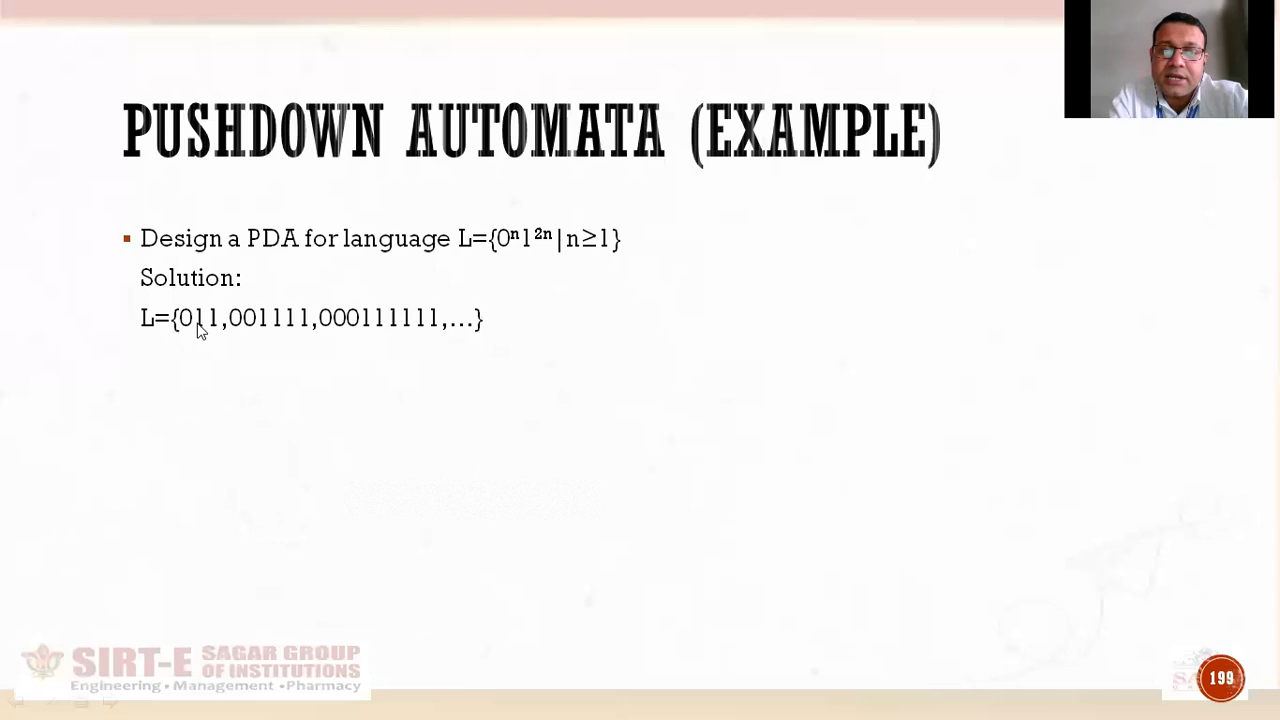 PUSHDOWN AUTOMATA (EXAMPLE)
▪ Design a PDA for language L={0ⁿ1²ⁿ|n≥1}
Solution:
L={011,001111,000111111,...}
SIRT-E SAGAR GROUP
OF INSTITUTIONS
Engineering • Management • Pharmacy
199